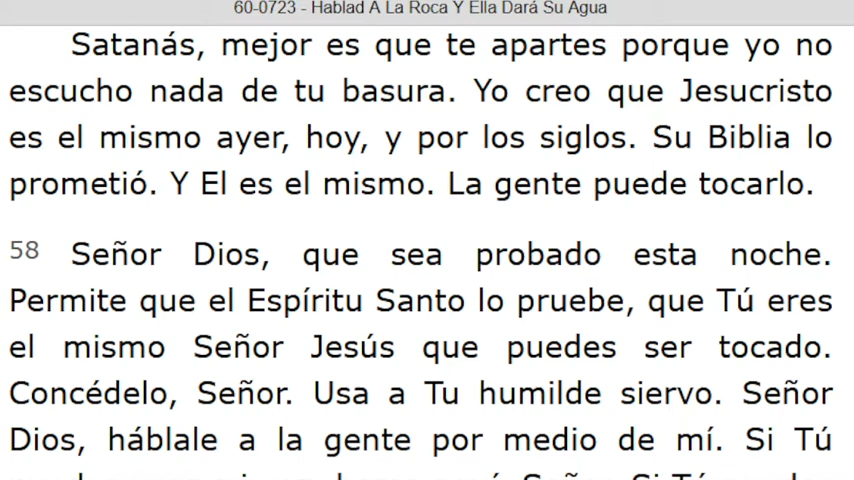 60-0723 - Hablad A La Roca Y Ella Dará Su Agua
Satanás, mejor es que te apartes porque yo no
escucho nada de tu basura. Yo creo que Jesucristo
es el mismo ayer, hoy, y por los siglos. Su Biblia lo
prometió. Y El es el mismo. La gente puede tocarlo.
58 Señor Dios, que sea probado esta noche.
Permite que el Espíritu Santo lo pruebe, que Tú eres
el mismo Señor Jesús que puedes ser tocado.
Concédelo, Señor. Usa a Tu humilde siervo. Señor
Dios, háblale a la gente por medio de mí. Si Tú